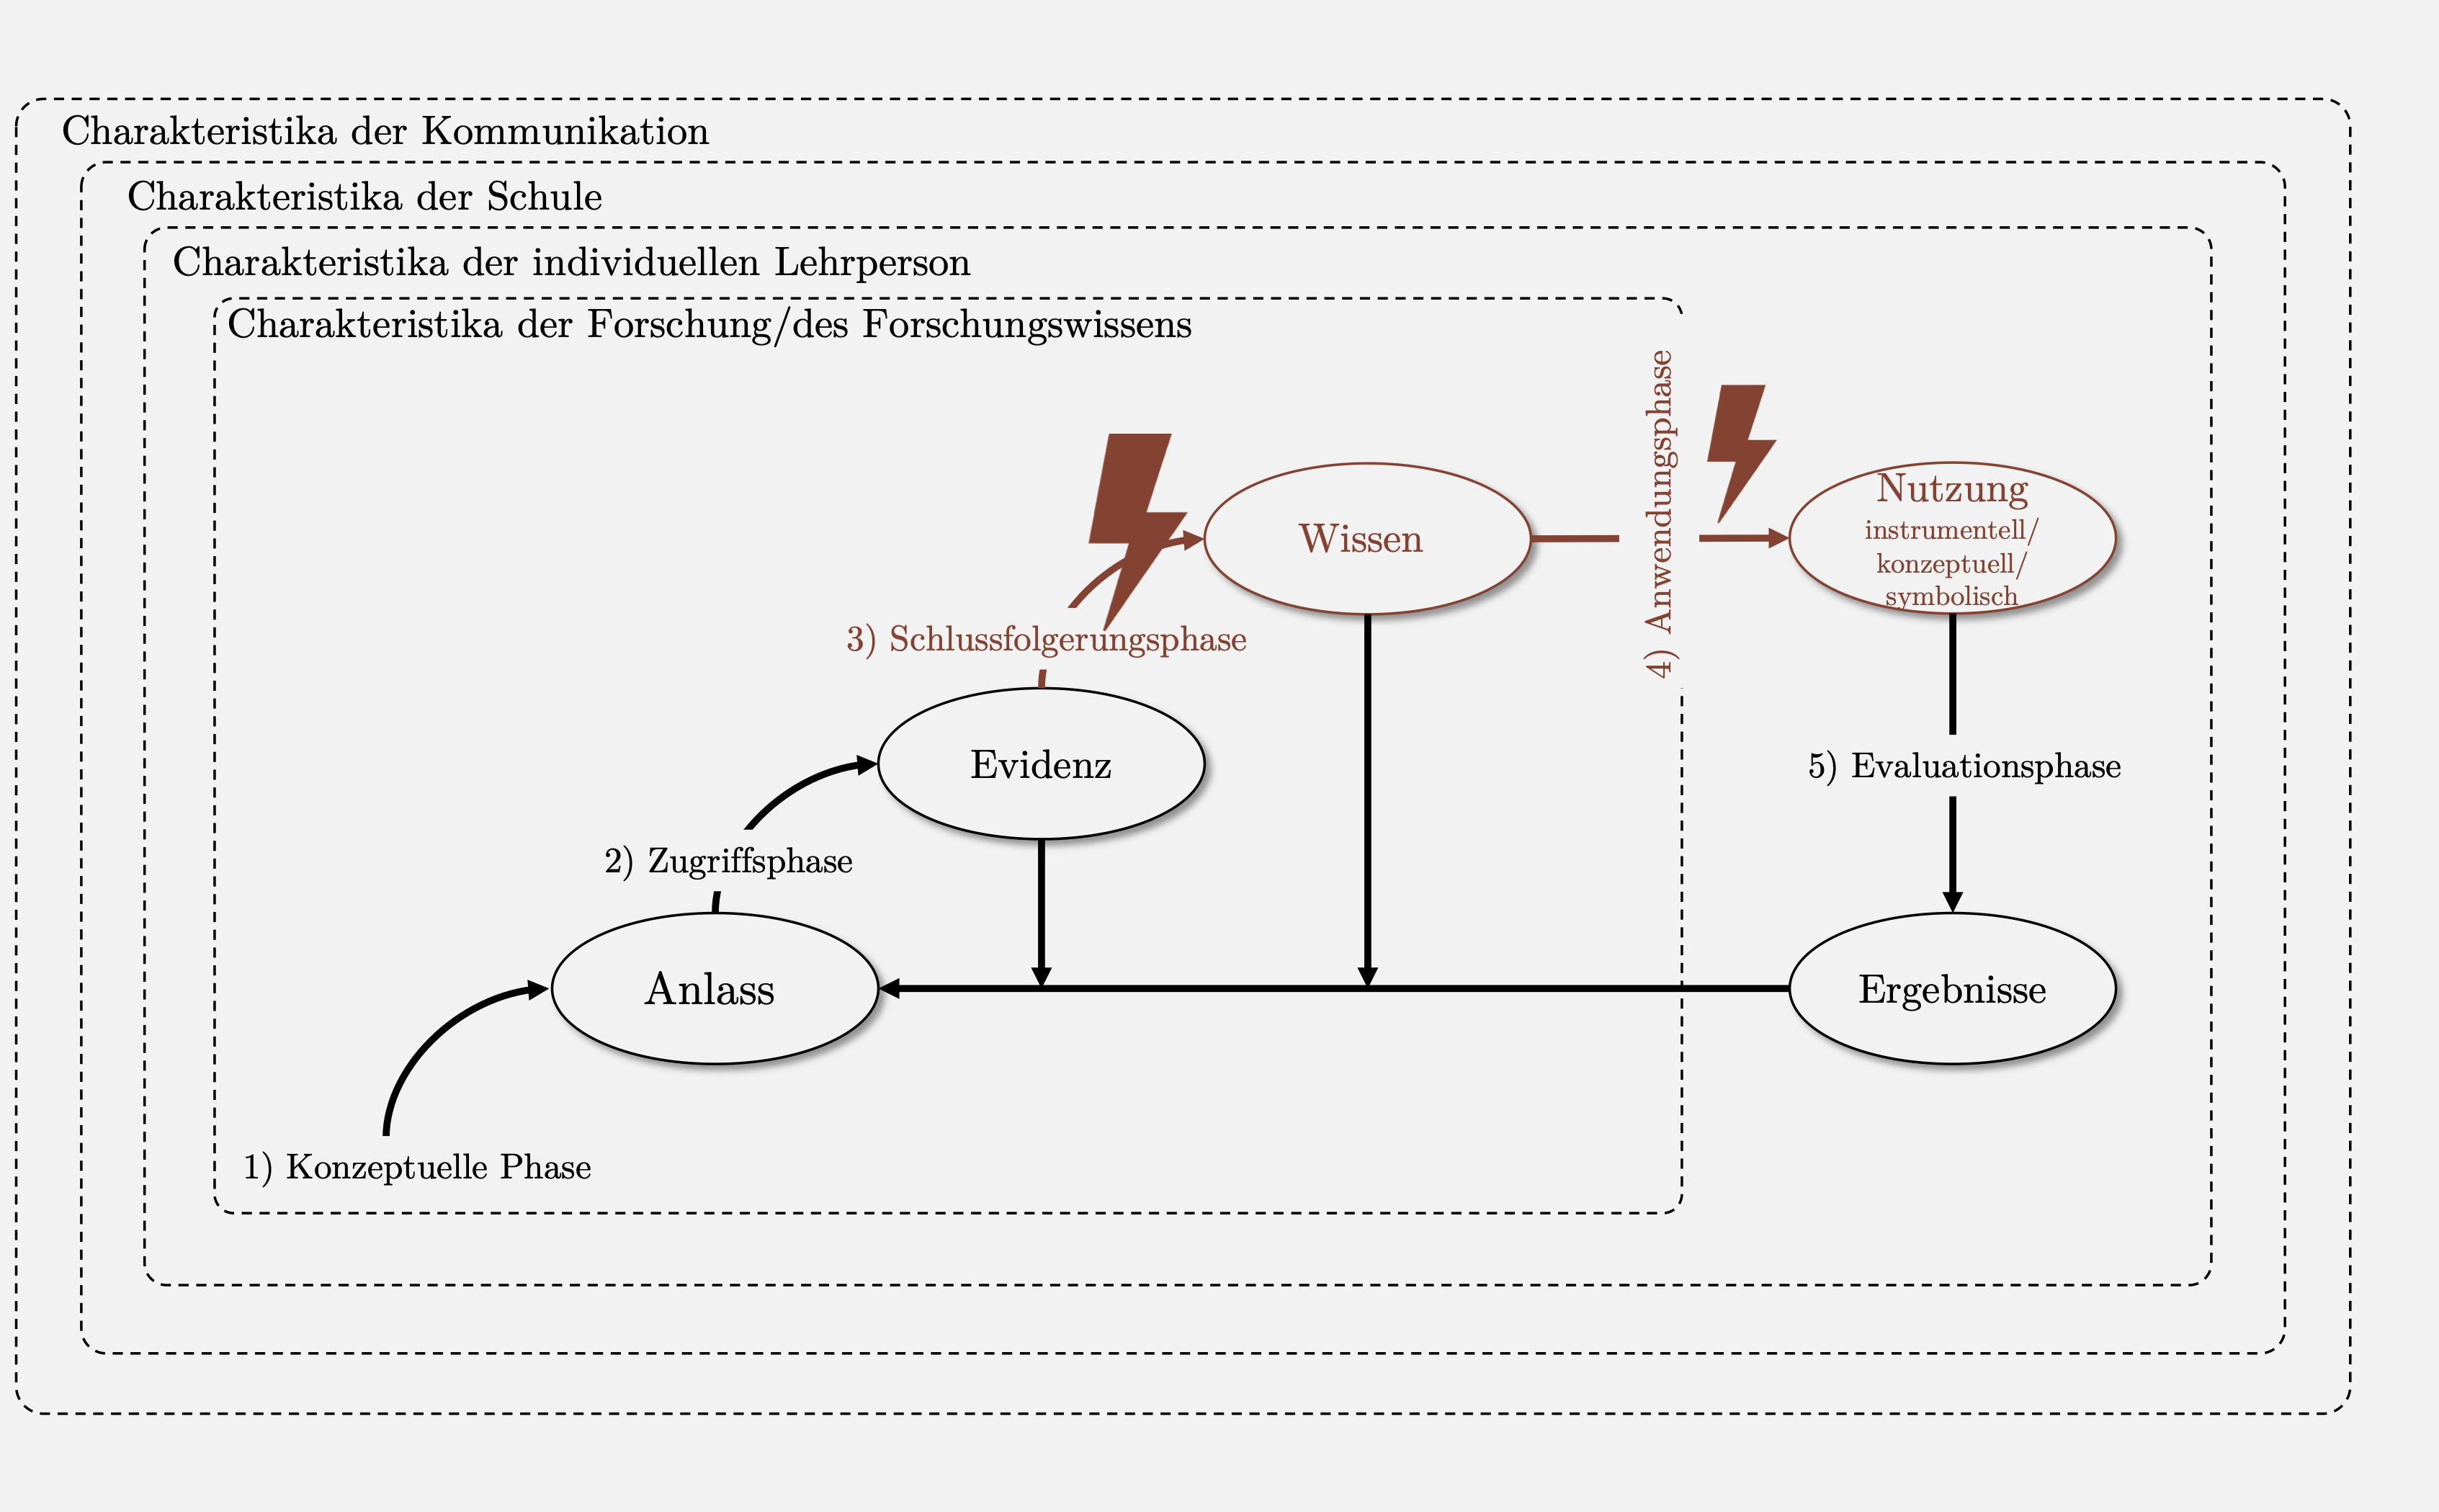 Charakteristika der Kommunikation
Charakteristika der Schule
Charakteristika der individuellen Lehrperson
Charakteristika der Forschung/des Forschungswissens
4) Anwendungsphase
Wissen
Nutzung
instrumentell/
konzeptuell/
symbolisch
3) Schlussfolgerungsphase
Evidenz
5) Evaluationsphase
2) Zugriffsphase
Anlass
Ergebnisse
1) Konzeptuelle Phase